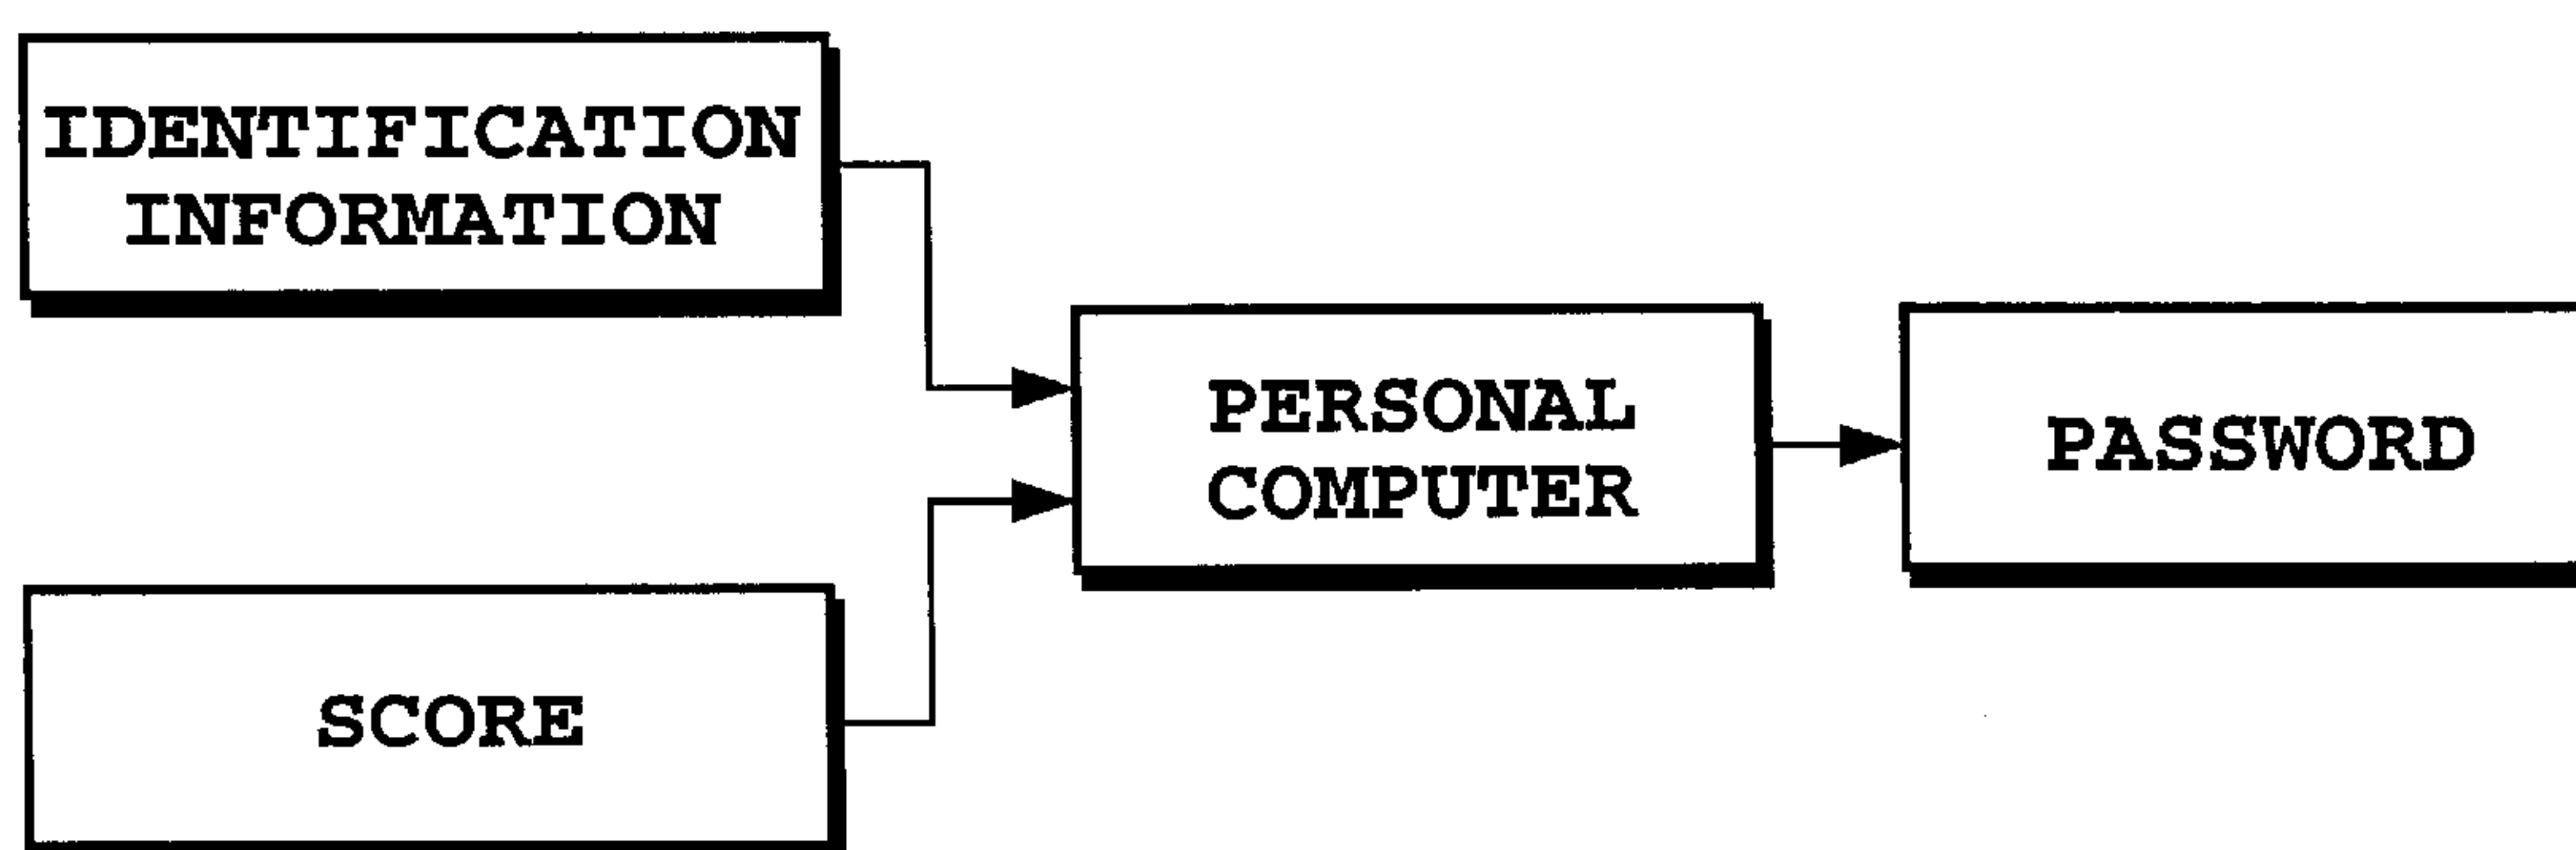 IDENTIFICATION
INFORMATION
PERSONAL
COMPUTER
PASSWORD
SCORE